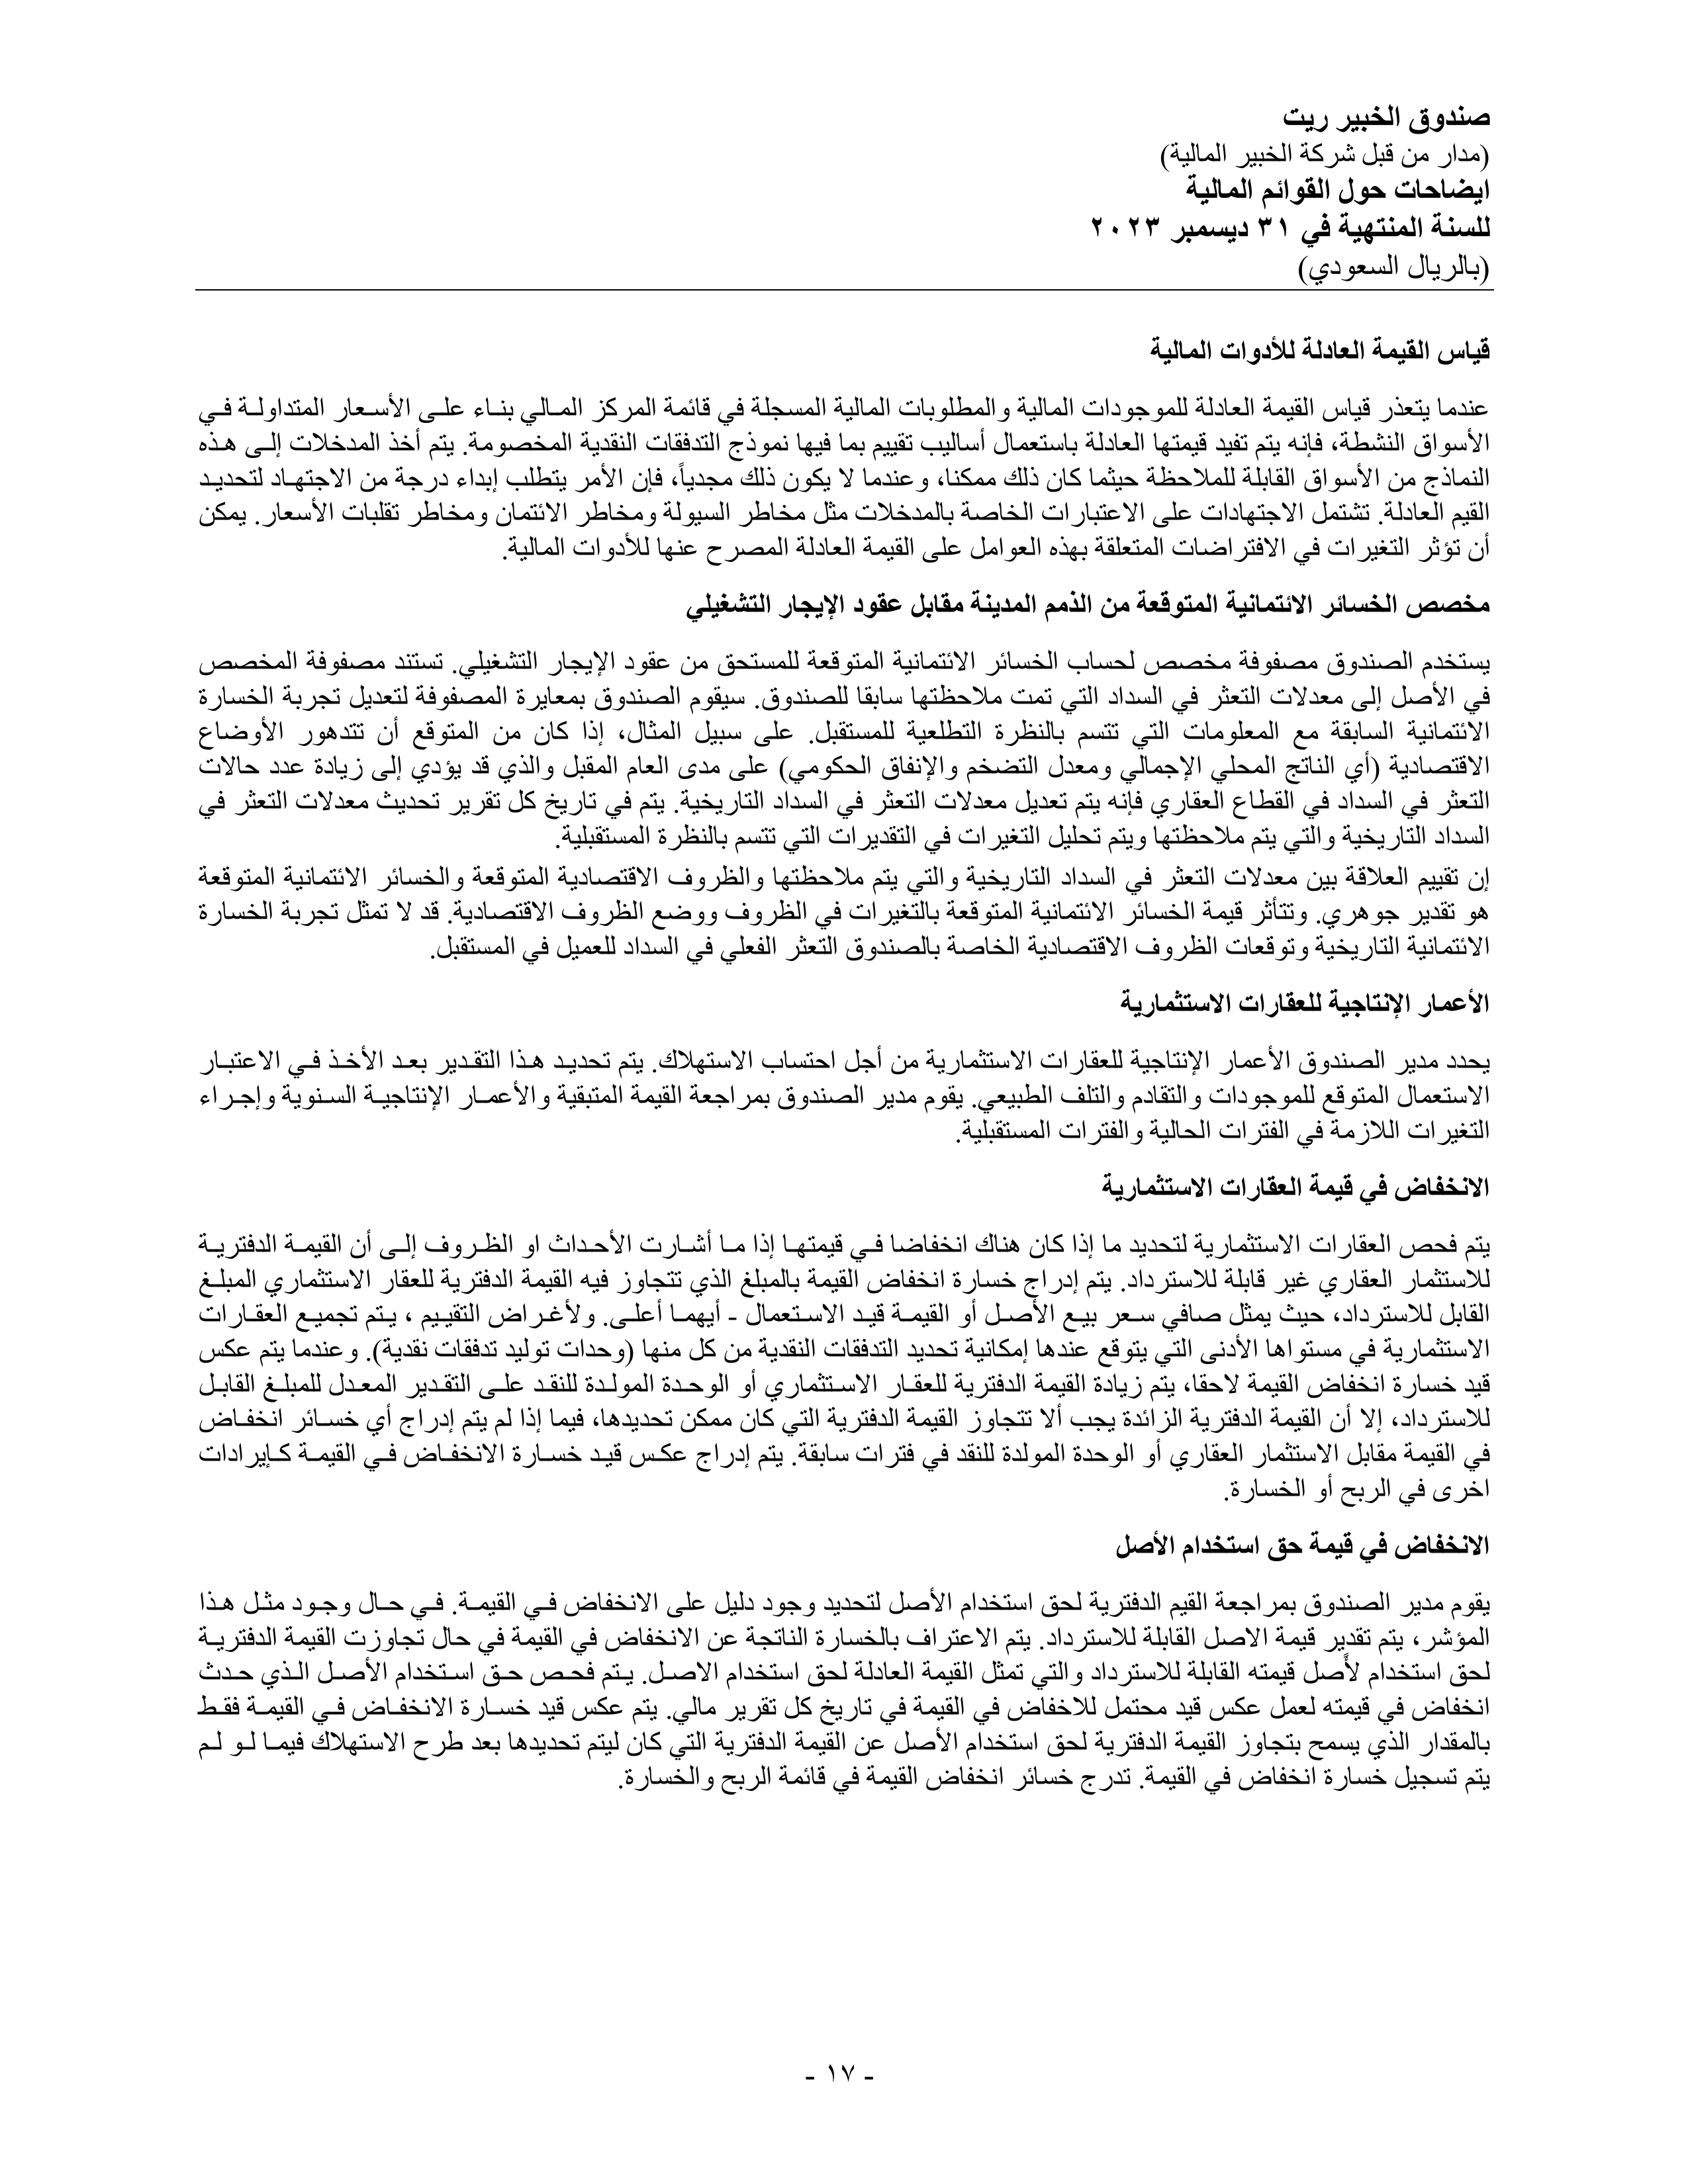 صندوق الخبير ريت
(مدار من قبل شركة الخبير المالية)
ايضاحات حول القوائم المالية
للسنة المنتهية في ٣١ ديسمبر ٢٠٢٣
(بالريال السعودي)
قياس القيمة العادلة للأدوات المالية
عندما يتعذر قياس القيمة العادلة للموجودات المالية والمطلوبات المالية المسجلة في قائمة المركز المالي بناء على الأسعار المتداولة في
الأسواق النشطة، فإنه يتم تفيد قيمتها العادلة باستعمال أساليب تقييم بما فيها نموذج التدفقات النقدية المخصومة. يتم أخذ المدخلات إلى هذه
النماذج من الأسواق القابلة للملاحظة حيثما كان ذلك ممكنا، وعندما لا يكون ذلك مجدياً، فإن الأمر يتطلب إبداء درجة من الاجتهاد لتحديد
القيم العادلة. تشتمل الاجتهادات على الاعتبارات الخاصة بالمدخلات مثل مخاطر السيولة ومخاطر الائتمان ومخاطر تقلبات الأسعار. يمكن
أن تؤثر التغيرات في الافتراضات المتعلقة بهذه العوامل على القيمة العادلة المصرح عنها للأدوات المالية.
مخصص الخسائر الائتمانية المتوقعة من الذمم المدينة مقابل عقود الإيجار التشغيلي
يستخدم الصندوق مصفوفة مخصص لحساب الخسائر الائتمانية المتوقعة للمستحق من عقود الإيجار التشغيلي. تستند مصفوفة المخصص
في الأصل إلى معدلات التعثر في السداد التي تمت ملاحظتها سابقا للصندوق. سيقوم الصندوق بمعايرة المصفوفة لتعديل تجربة الخسارة
الائتمانية السابقة مع المعلومات التي تتسم بالنظرة التطلعية للمستقبل. على سبيل المثال، إذا كان من المتوقع أن تتدهور الأوضاع
الاقتصادية (أي الناتج المحلي الإجمالي ومعدل التضخم والإنفاق الحكومي) على مدى العام المقبل والذي قد يؤدي إلى زيادة عدد حالات
التعثر في السداد في القطاع العقاري فإنه يتم تعديل معدلات التعثر في السداد التاريخية. يتم في تاريخ كل تقرير تحديث معدلات التعثر في
السداد التاريخية والتي يتم ملاحظتها ويتم تحليل التغيرات في التقديرات التي تتسم بالنظرة المستقبلية.
إن تقييم العلاقة بين معدلات التعثر في السداد التاريخية والتي يتم ملاحظتها والظروف الاقتصادية المتوقعة والخسائر الائتمانية المتوقعة
هو تقدير جوهري. وتتأثر قيمة الخسائر الائتمانية المتوقعة بالتغيرات في الظروف ووضع الظروف الاقتصادية. قد لا تمثل تجربة الخسارة
الائتمانية التاريخية وتوقعات الظروف الاقتصادية الخاصة بالصندوق التعثر الفعلي في السداد للعميل في المستقبل.
الأعمار الإنتاجية للعقارات الاستثمارية
يحدد مدير الصندوق الأعمار الإنتاجية للعقارات الاستثمارية من أجل احتساب الاستهلاك. يتم تحديد هذا التقدير بعد الأخذ في الاعتبار
الاستعمال المتوقع للموجودات والتقادم والتلف الطبيعي. يقوم مدير الصندوق بمراجعة القيمة المتبقية والأعمار الإنتاجية السنوية وإجراء
التغيرات اللازمة في الفترات الحالية والفترات المستقبلية.
الانخفاض في قيمة العقارات الاستثمارية
يتم فحص العقارات الاستثمارية لتحديد ما إذا كان هناك انخفاضا في قيمتها إذا ما أشارت الأحداث او الظروف إلى أن القيمة الدفترية
للاستثمار العقاري غير قابلة للاسترداد. يتم إدراج خسارة انخفاض القيمة بالمبلغ الذي تتجاوز فيه القيمة الدفترية للعقار الاستثماري المبلغ
القابل للاسترداد، حيث يمثل صافي سعر بيع الأصل أو القيمة قيد الاستعمال - أيهما أعلى. ولأغراض التقييم ، يتم تجميع العقارات
الاستثمارية في مستواها الأدنى التي يتوقع عندها إمكانية تحديد التدفقات النقدية من كل منها (وحدات توليد تدفقات نقدية). وعندما يتم عكس
قيد خسارة انخفاض القيمة لاحقا، يتم زيادة القيمة الدفترية للعقار الاستثماري أو الوحدة المولدة للنقد على التقدير المعدل للمبلغ القابل
للاسترداد، إلا أن القيمة الدفترية الزائدة يجب ألا تتجاوز القيمة الدفترية التي كان ممكن تحديدها، فيما إذا لم يتم إدراج أي خسائر انخفاض
في القيمة مقابل الاستثمار العقاري أو الوحدة المولدة للنقد في فترات سابقة. يتم إدراج عكس قيد خسارة الانخفاض في القيمة كإيرادات
اخرى في الربح أو الخسارة.
الانخفاض في قيمة حق استخدام الأصل
يقوم مدير الصندوق بمراجعة القيم الدفترية لحق استخدام الأصل لتحديد وجود دليل على الانخفاض في القيمة. في حال وجود مثل هذا
المؤشر، يتم تقدير قيمة الاصل القابلة للاسترداد. يتم الاعتراف بالخسارة الناتجة عن الانخفاض في القيمة في حال تجاوزت القيمة الدفترية
لحق استخدام لأصل قيمته القابلة للاسترداد والتي تمثل القيمة العادلة لحق استخدام الاصل. يتم فحص حق استخدام الأصل الذي حدث
انخفاض في قيمته لعمل عكس قيد محتمل للاخفاض في القيمة في تاريخ كل تقرير مالي. يتم عكس قيد خسارة الانخفاض في القيمة فقط
بالمقدار الذي يسمح بتجاوز القيمة الدفترية لحق استخدام الأصل عن القيمة الدفترية التي كان ليتم تحديدها بعد طرح الاستهلاك فيما لو لم
يتم تسجيل خسارة انخفاض في القيمة. تدرج خسائر انخفاض القيمة في قائمة الربح والخسارة.
- ١٧ -